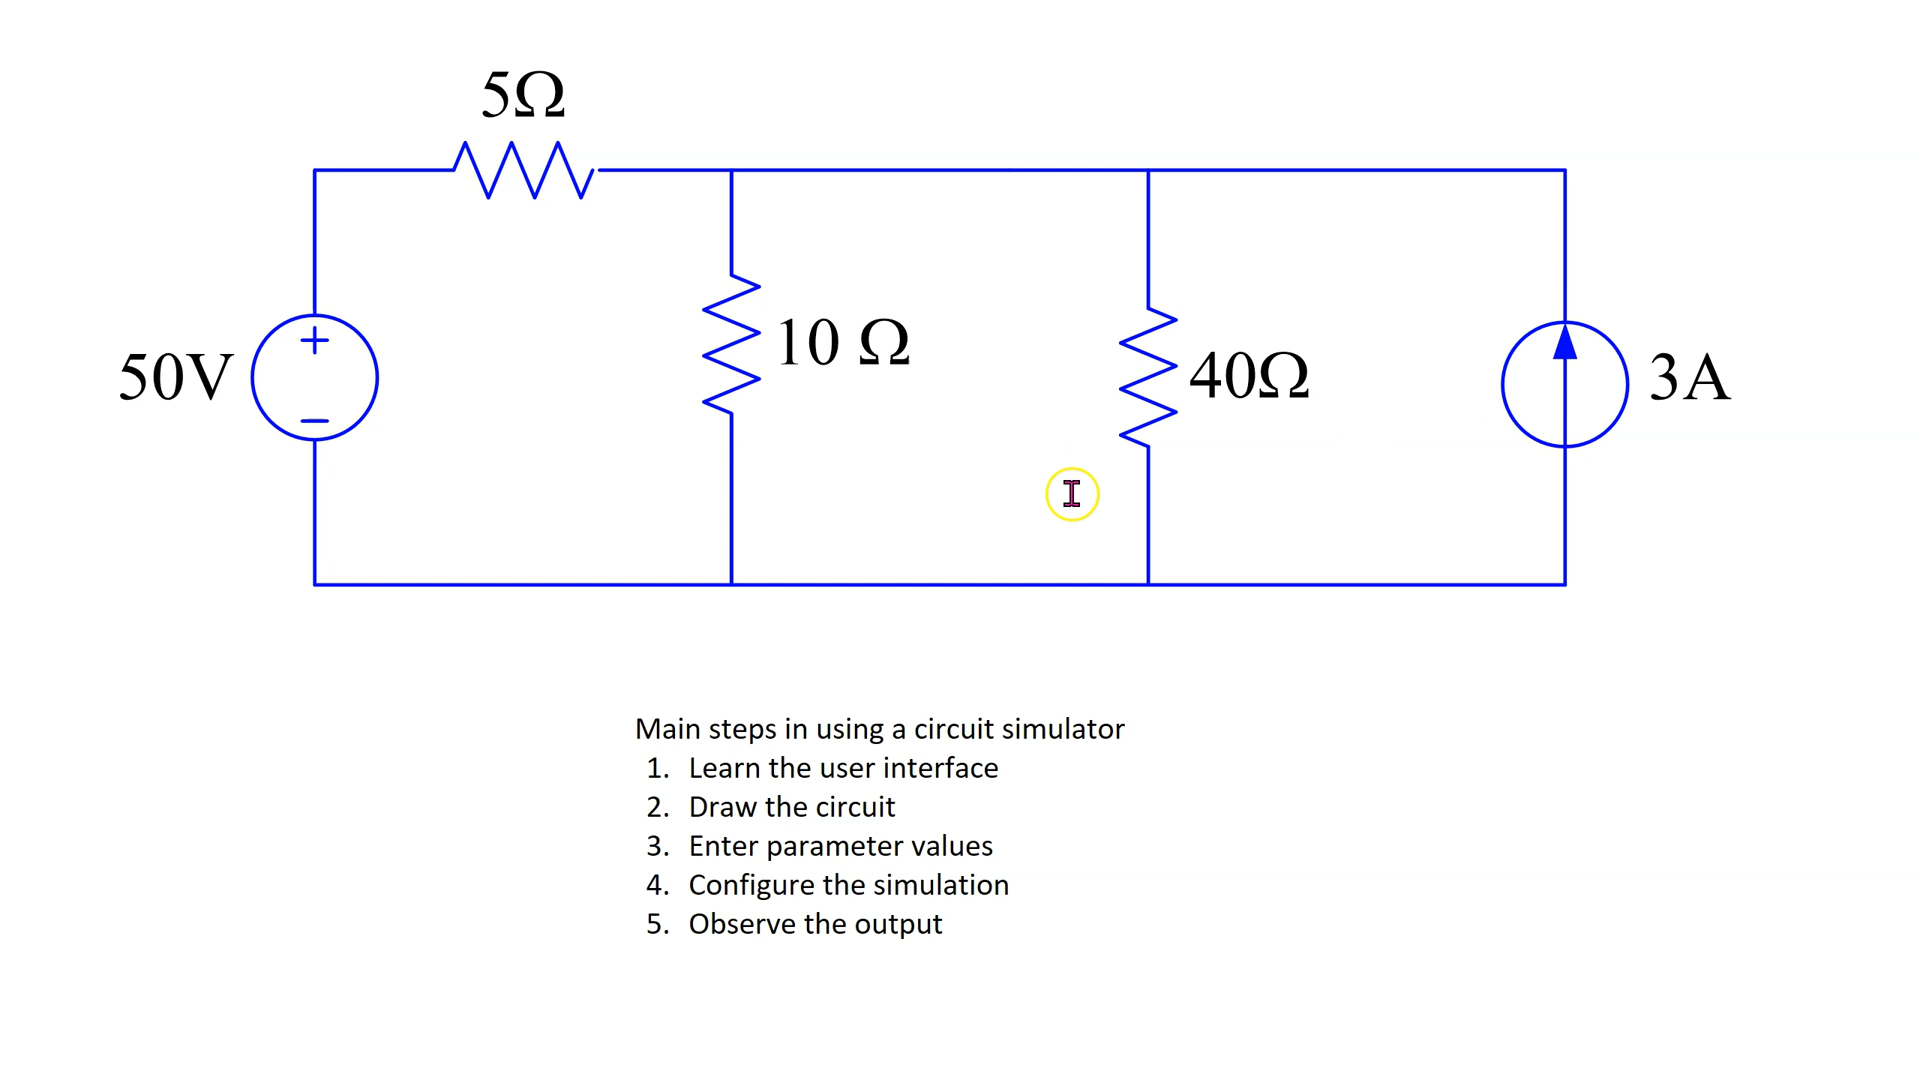 5Ω
50V
10 Ω
40Ω
3A
Main steps in using a circuit simulator
1. Learn the user interface
2. Draw the circuit
3. Enter parameter values
4. Configure the simulation
5. Observe the output